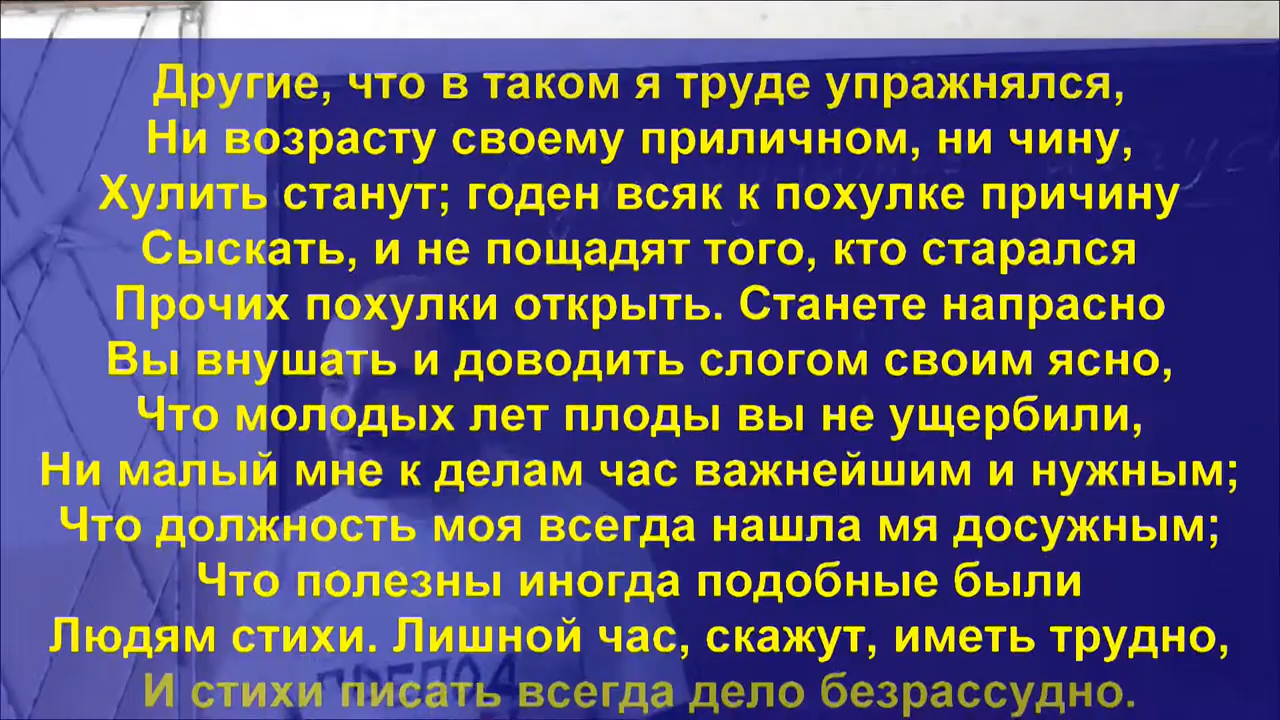 Другие, что в таком я труде упражнялся,
Ни возрасту своему приличном, ни чину,
Хулить станут; годен всяк к похулке причину
Сыскать, и не пощадят того, кто старался
Прочих похулки открыть. Станете напрасно
Вы внушать и доводить слогом своим ясно,
Что молодых лет плоды вы не ущербили,
Ни малый мне к делам час важнейшим и нужным;
Что должность моя всегда нашла мя досужным;
Что полезны иногда подобные были
Людям стихи. Лишной час, скажут, иметь трудно,
И стихи писать всегда дело безрассудно.